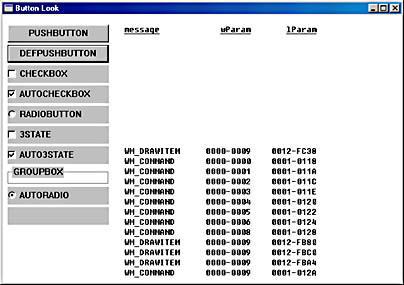 Button Look
PUSHBUTTON
DEFPUSHBUTTON
CHECKBOX
AUTOCHECKBOX
RADIOBUTTON
3STATE
AUTO3STATE
GROUPBOX
AUTORADIO
message wParam lParam
WM_DRAWITEM 0000-0009 0012-FC38
WM_COMMAND 0000-0000 0001-0118
WM_COMMAND 0000-0001 0001-011A
WM_COMMAND 0000-0002 0001-011C
WM_COMMAND 0000-0003 0001-011E
WM_COMMAND 0000-0004 0001-0120
WM_COMMAND 0000-0005 0001-0122
WM_COMMAND 0000-0006 0001-0124
WM_COMMAND 0000-0008 0001-0128
WM_DRAWITEM 0000-0009 0012-FB80
WM_DRAWITEM 0000-0009 0012-FBC0
WM_DRAWITEM 0000-0009 0012-FBA4
WM_COMMAND 0000-0009 0001-012A